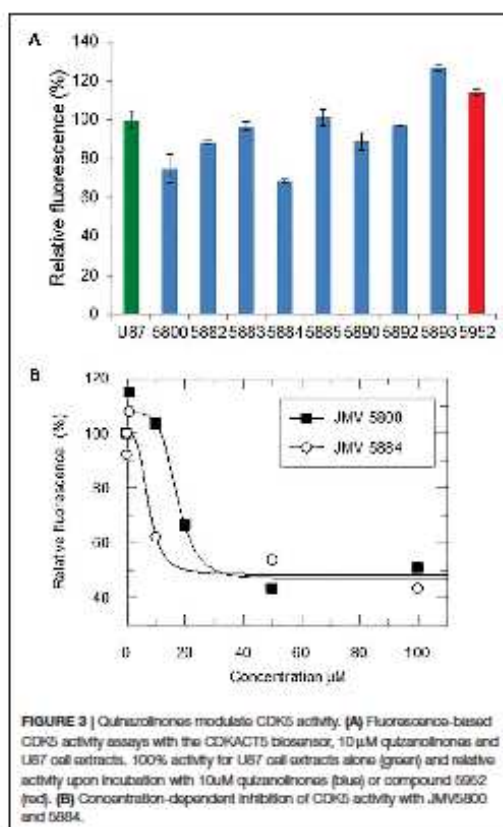 A
Relative fluorescence (%)
140
120
100
80
60
40
20
0
U87 5800 5882 5883 5884 5885 5890 5892 5893 5952
B
Relative fluorescence (%)
120
100
80
60
40
JMV 5800
JMV 5884
0 20 40 60 80 100
Concentration µM
FIGURE 3 | Quinazolinones modulate CDK5 activity. (A) Fluorescence-based
CDK5 activity assays with the CDKACT5 biosensor, 10 µM quizanolinones and
U87 cell extracts. 100% activity for U87 cell extracts alone (green) and relative
activity upon incubation with 10uM quizalinones (blue) or compound 5952
(red). (B) Concentration-dependent inhibition of CDK5 activity with JMV5800
and 5884.